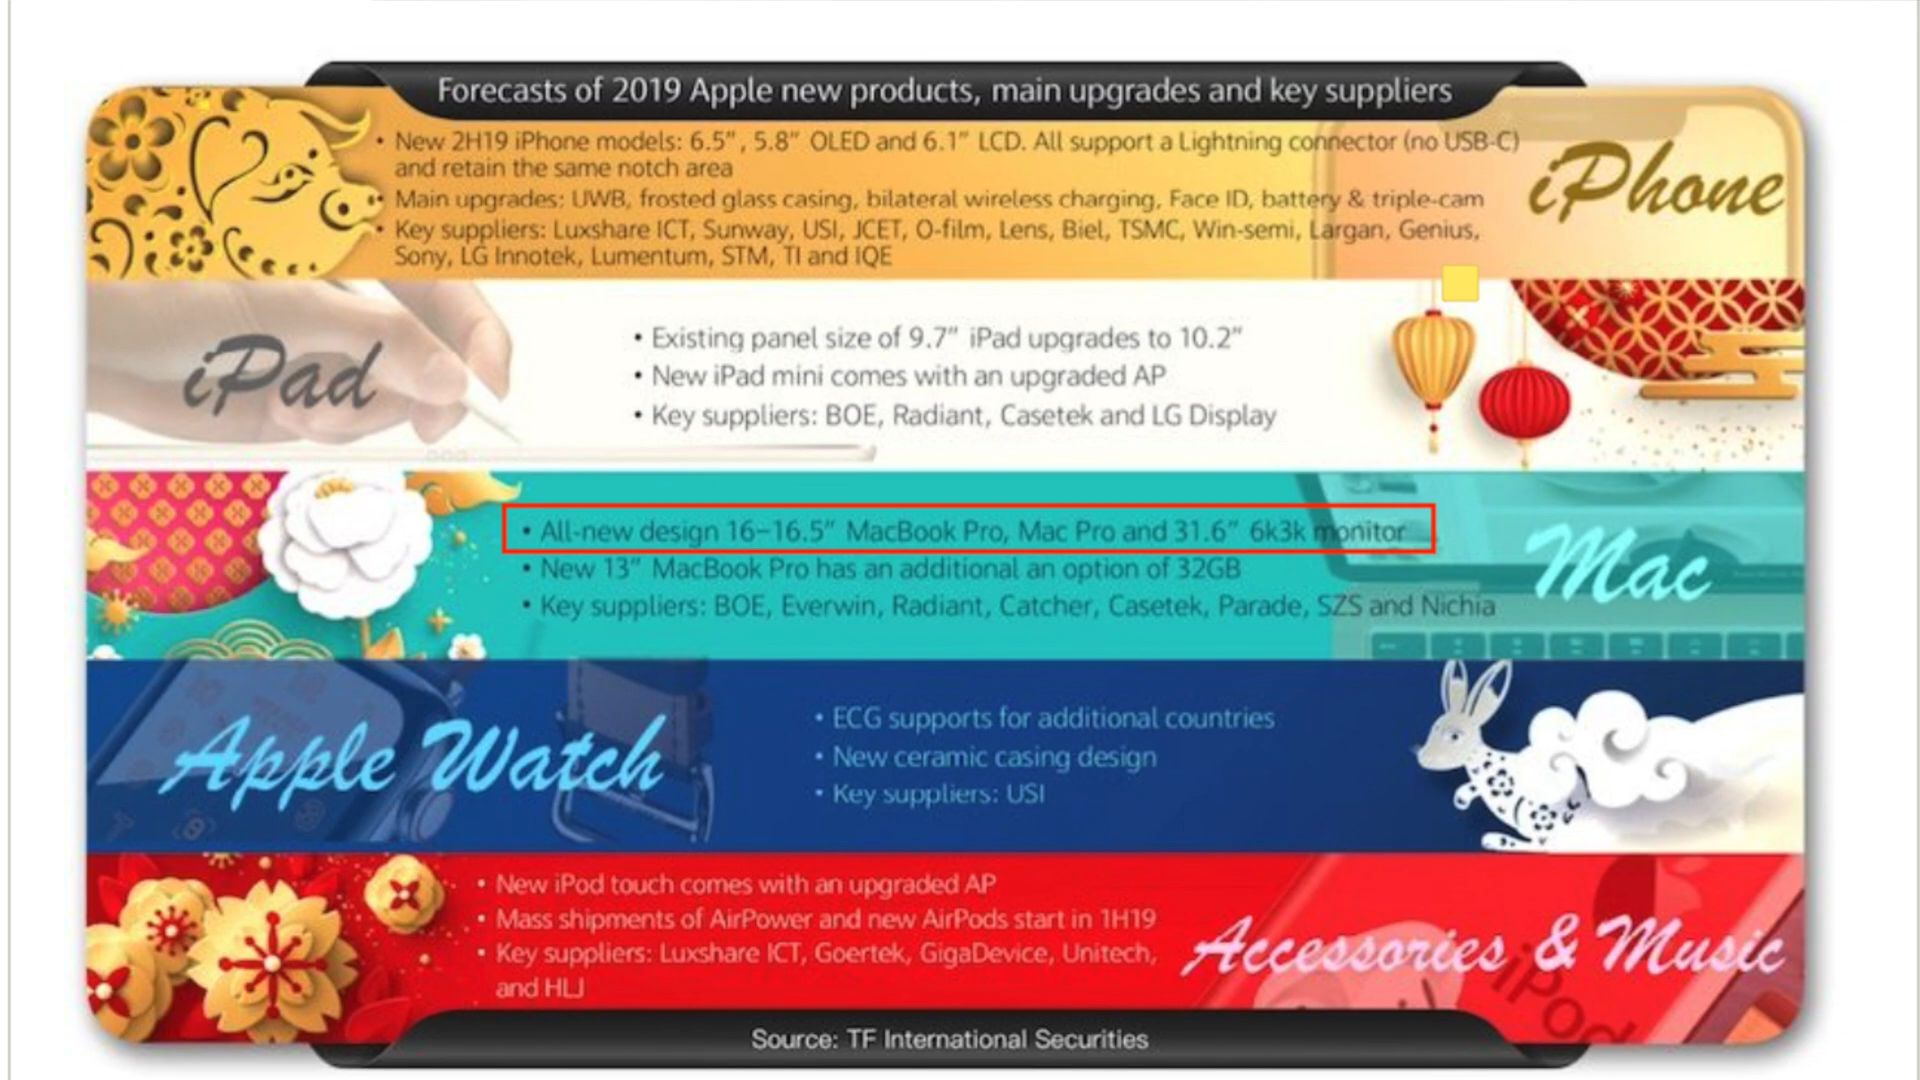 Forecasts of 2019 Apple new products, main upgrades and key suppliers
• New 2H19 iPhone models: 6.5”, 5.8” OLED and 6.1” LCD. All support a Lightning connector (no USB-C)
and retain the same notch area
• Main upgrades: UWB, frosted glass casing, bilateral wireless charging, Face ID, battery & triple-cam
• Key suppliers: Luxshare ICT, Sunway, USI, JCET, O-film, Lens, Biel, TSMC, Win-semi, Largan, Genius,
Sony, LG Innotek, Lumentum, STM, TI and IQE
iPhone
iPad
• Existing panel size of 9.7” iPad upgrades to 10.2”
• New iPad mini comes with an upgraded AP
• Key suppliers: BOE, Radiant, Casetek and LG Display
• All-new design 16–16.5” MacBook Pro, Mac Pro and 31.6” 6k3k monitor
• New 13” MacBook Pro has an additional an option of 32GB
• Key suppliers: BOE, Everwin, Radiant, Catcher, Casetek, Parade, SZS and Nichia
Mac
Apple Watch
• ECG supports for additional countries
• New ceramic casing design
• Key suppliers: USI
• New iPod touch comes with an upgraded AP
• Mass shipments of AirPower and new AirPods start in 1H19
• Key suppliers: Luxshare ICT, Goertek, GigaDevice, Unitech,
and HLJ
Accessories & Music
iPod
Source: TF International Securities